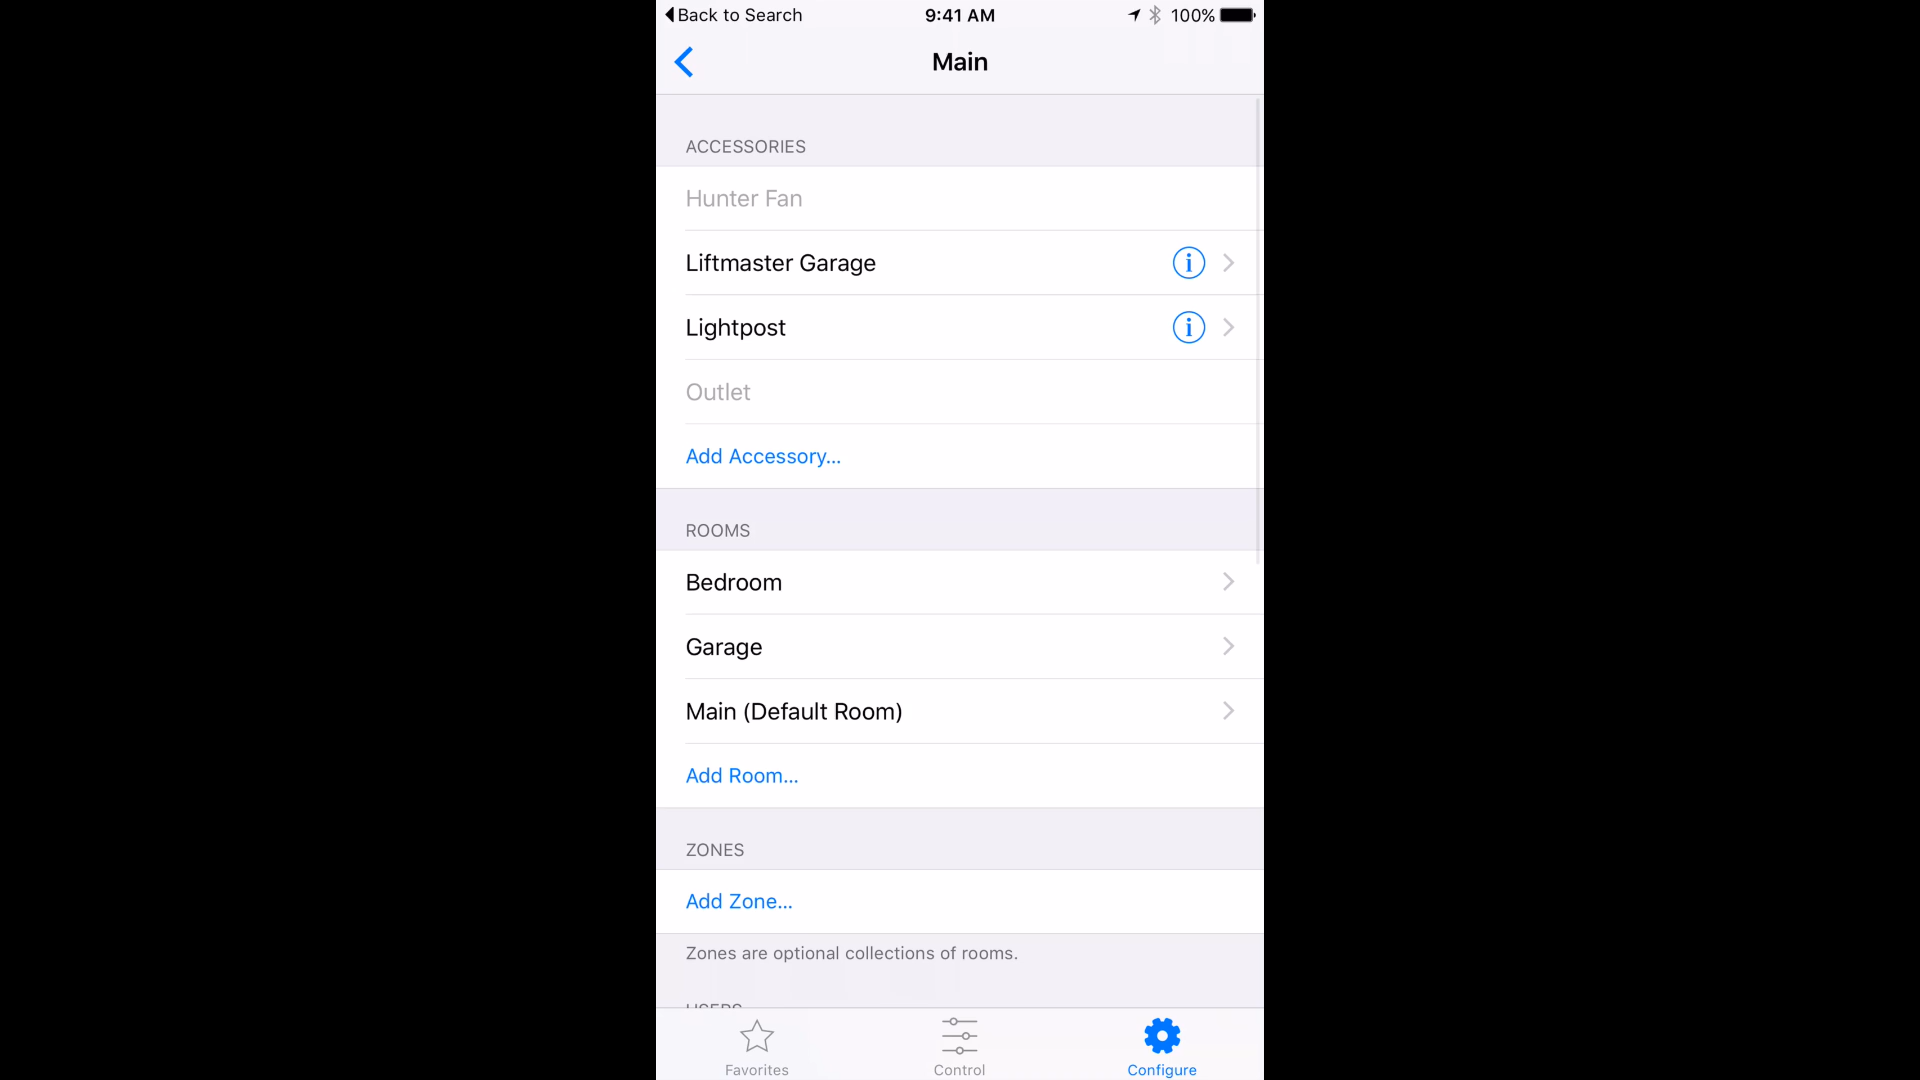 Back to Search 9:41 AM 100%
Main
ACCESSORIES
Hunter Fan
Liftmaster Garage
Lightpost
Outlet
Add Accessory...
ROOMS
Bedroom
Garage
Main (Default Room)
Add Room...
ZONES
Add Zone...
Zones are optional collections of rooms.
USERS
Favorites Control Configure